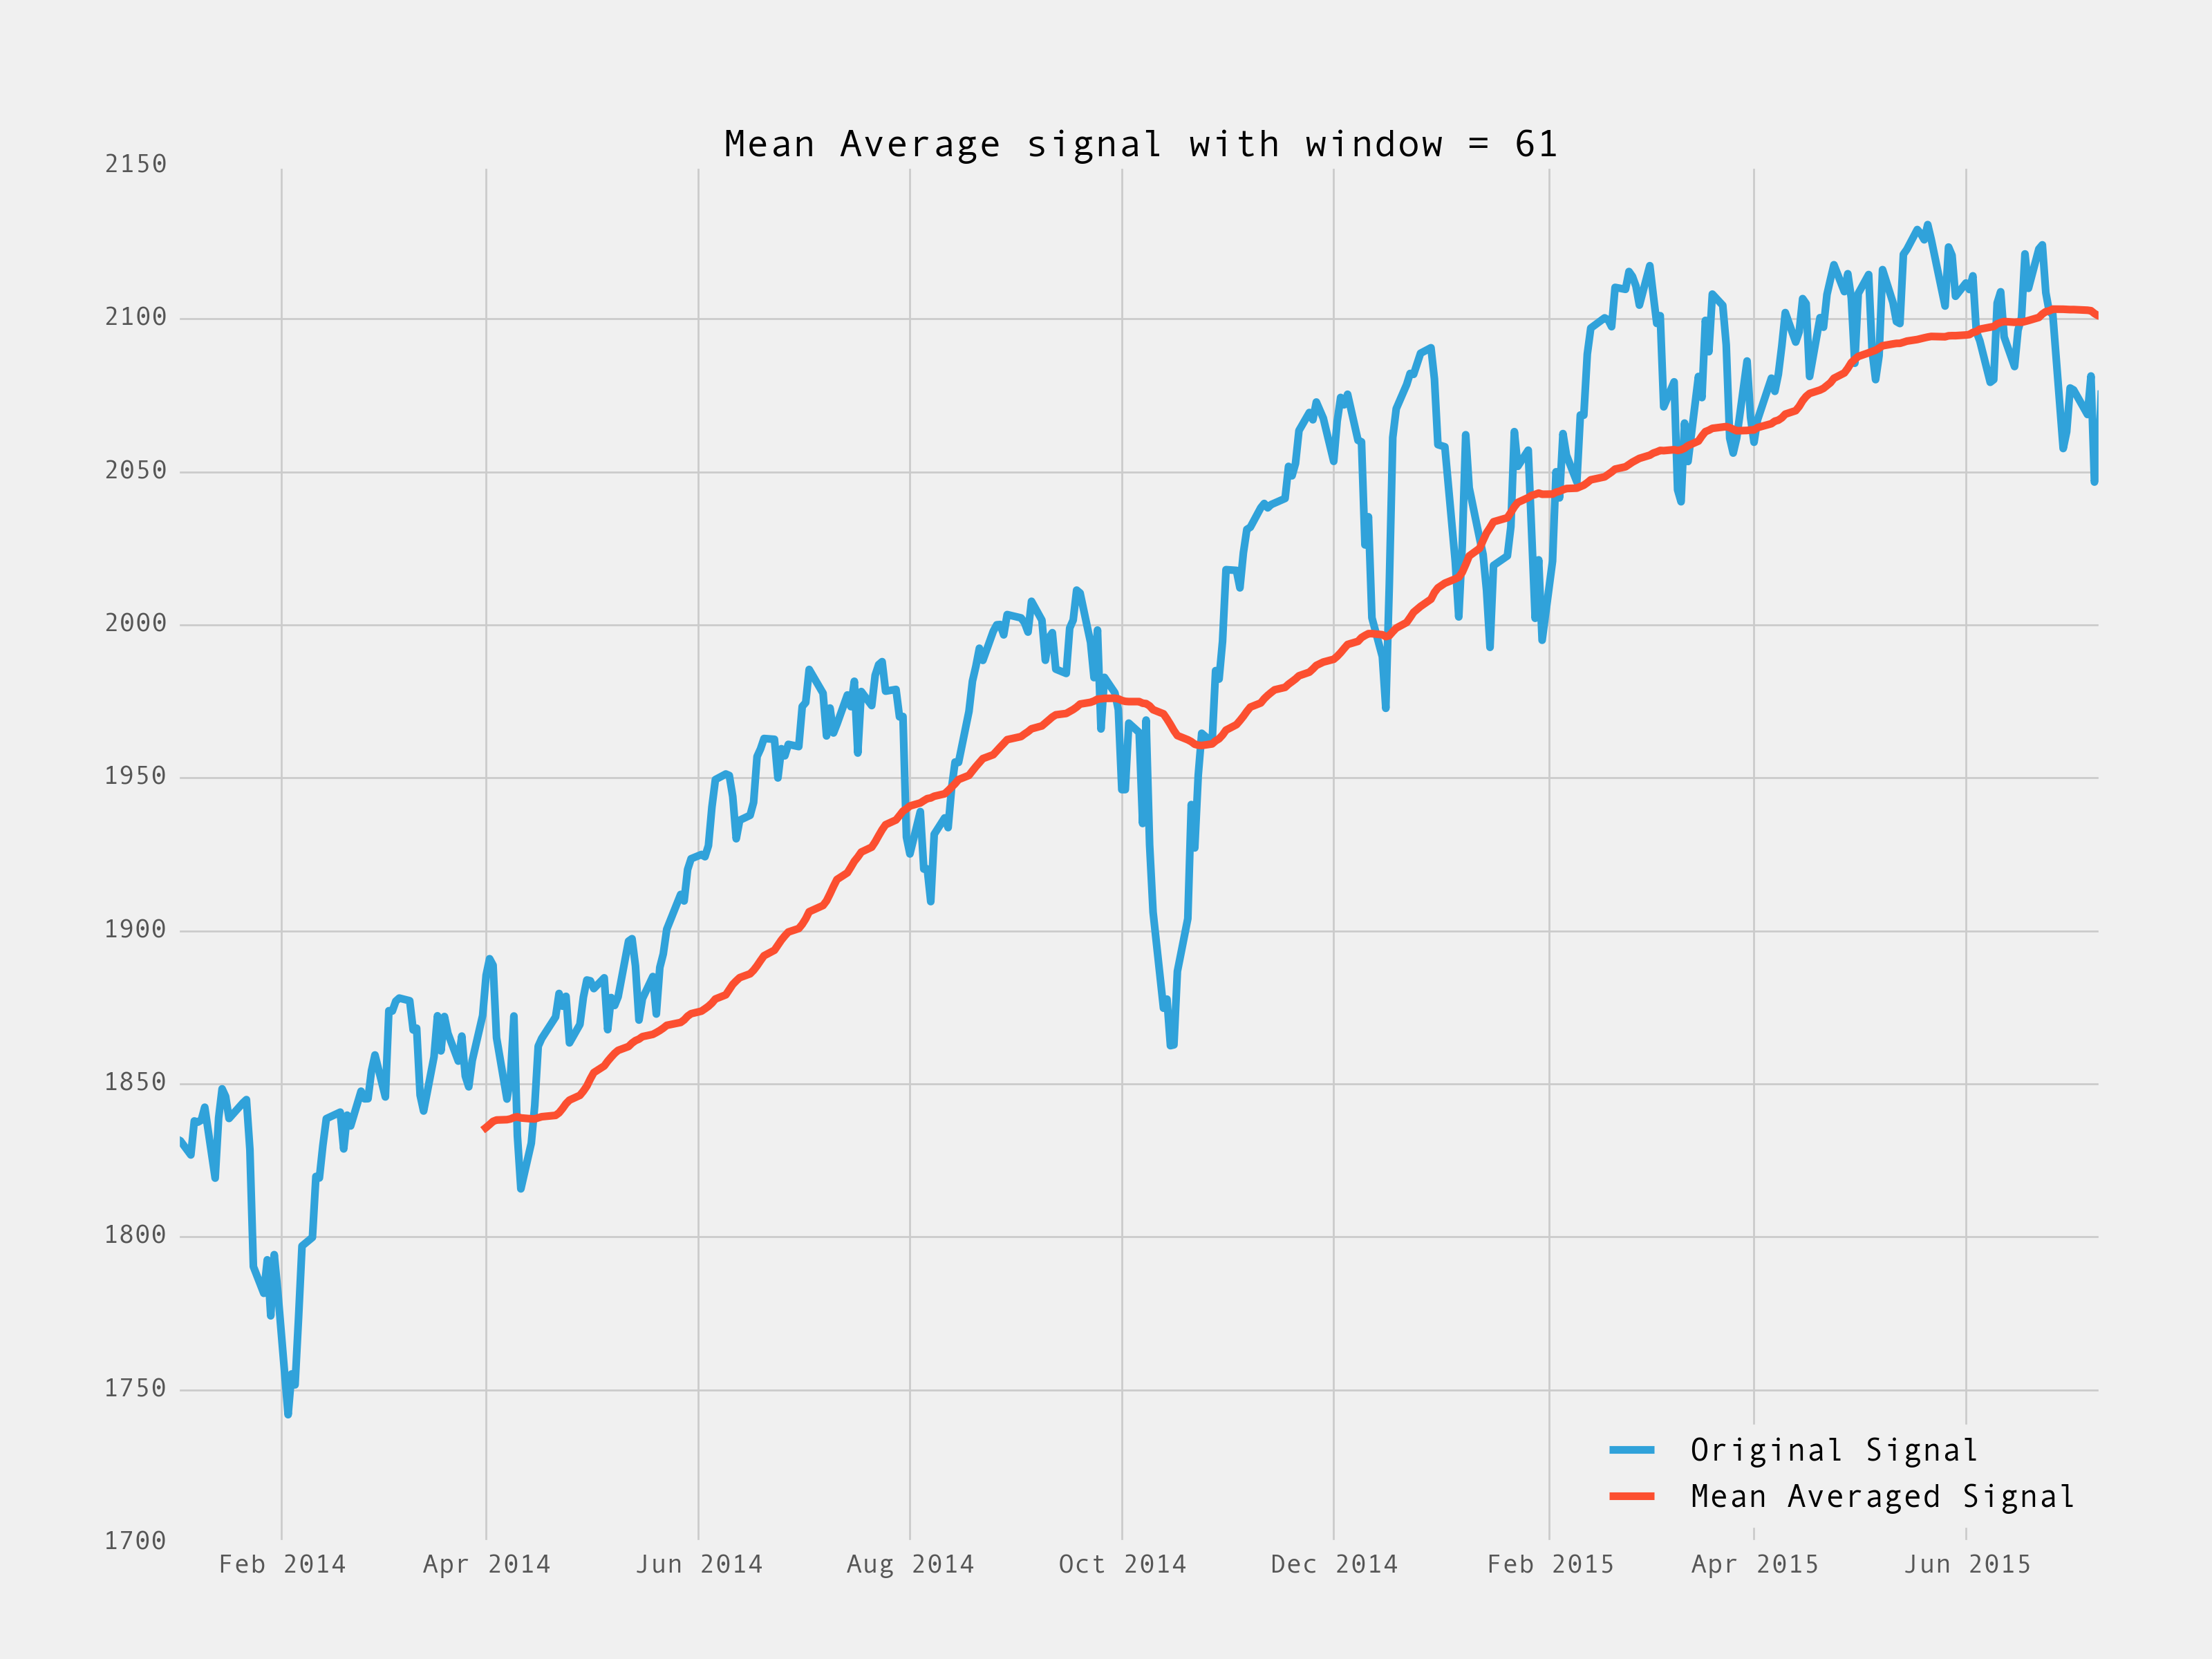 Mean Average signal with window = 61
2150
2100
2050
2000
1950
1900
1850
1800
1750
1700
Original Signal
Mean Averaged Signal
Feb 2014 Apr 2014 Jun 2014 Aug 2014 Oct 2014 Dec 2014 Feb 2015 Apr 2015 Jun 2015